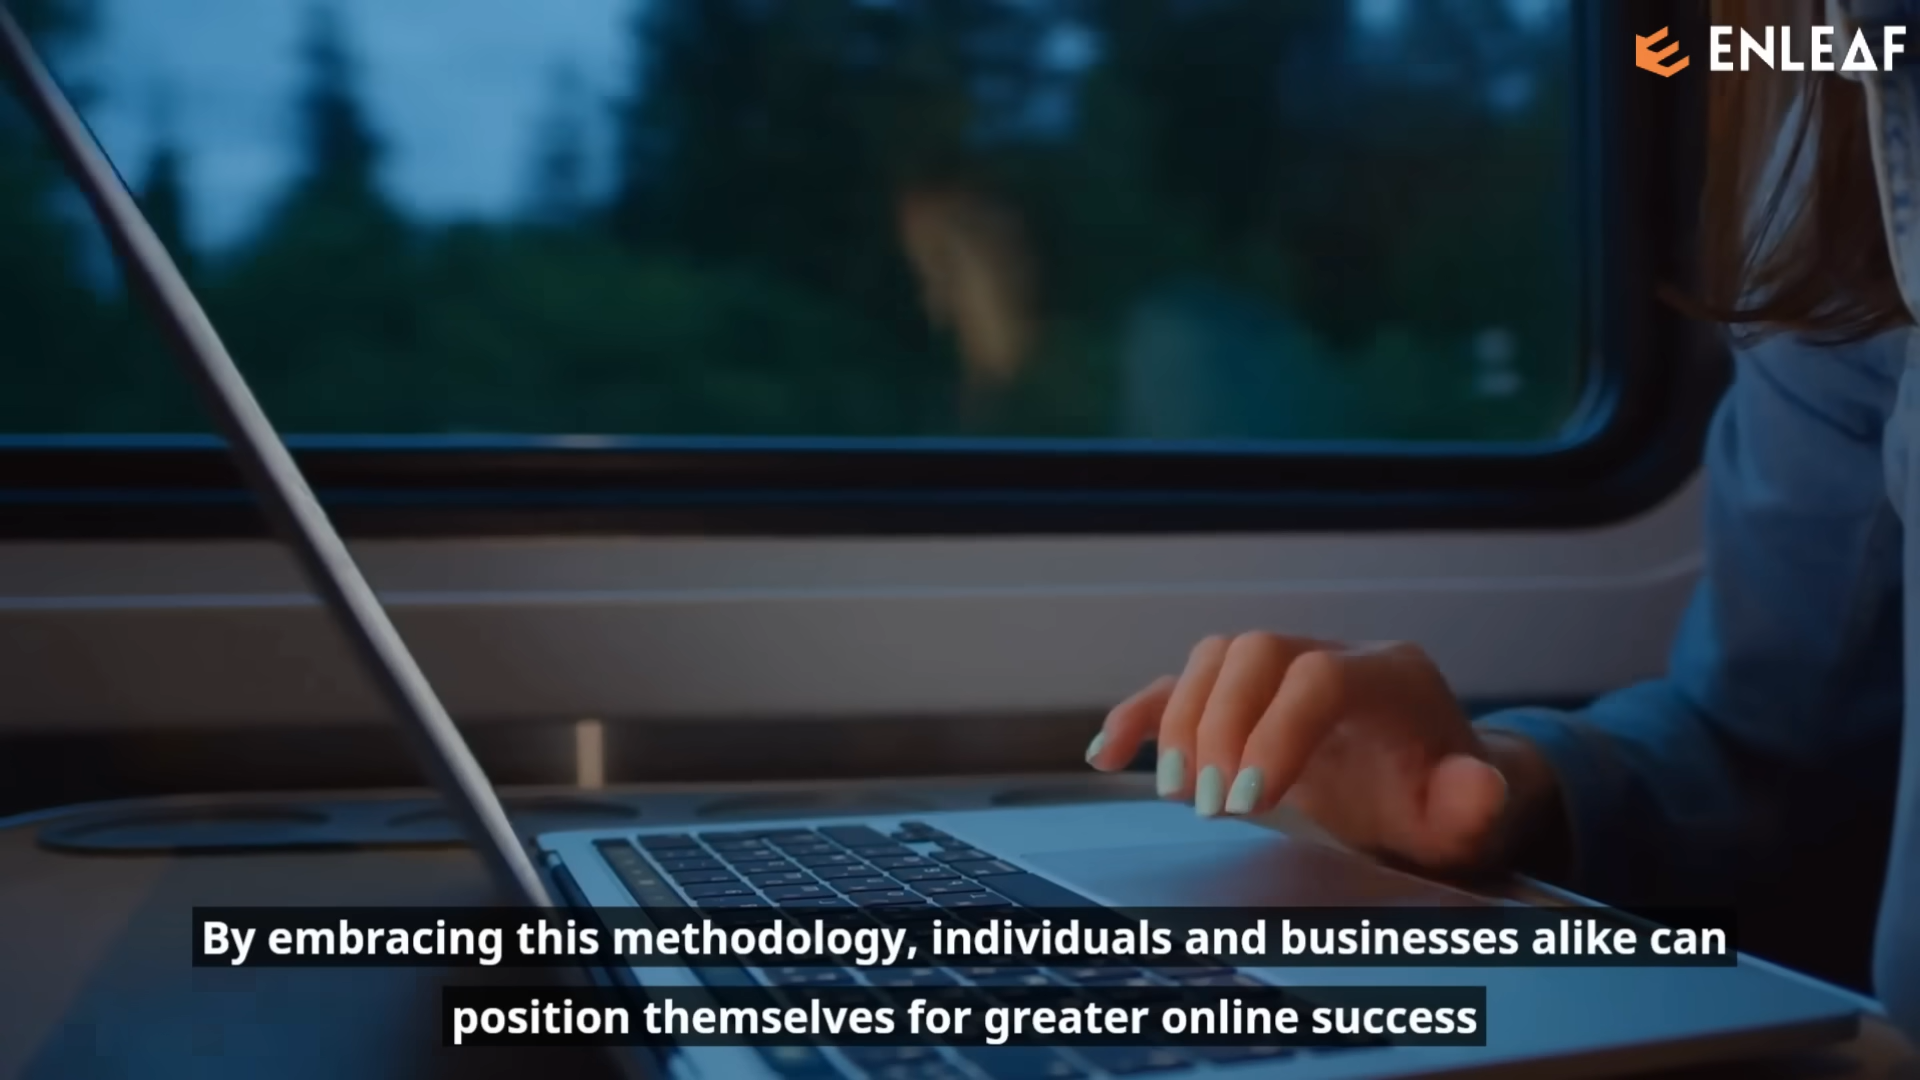 ENLEAF
By embracing this methodology, individuals and businesses alike can
position themselves for greater online success